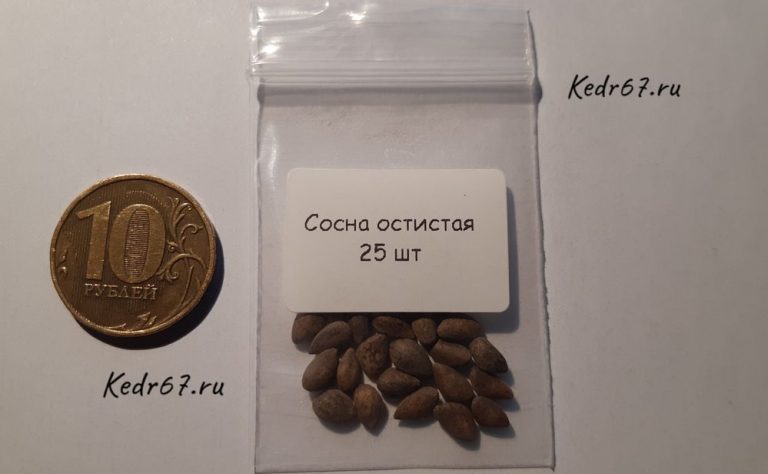 Kedr67.ru
Сосна остистая
25 шт
10
РУБЛЕЙ
Kedr67.ru